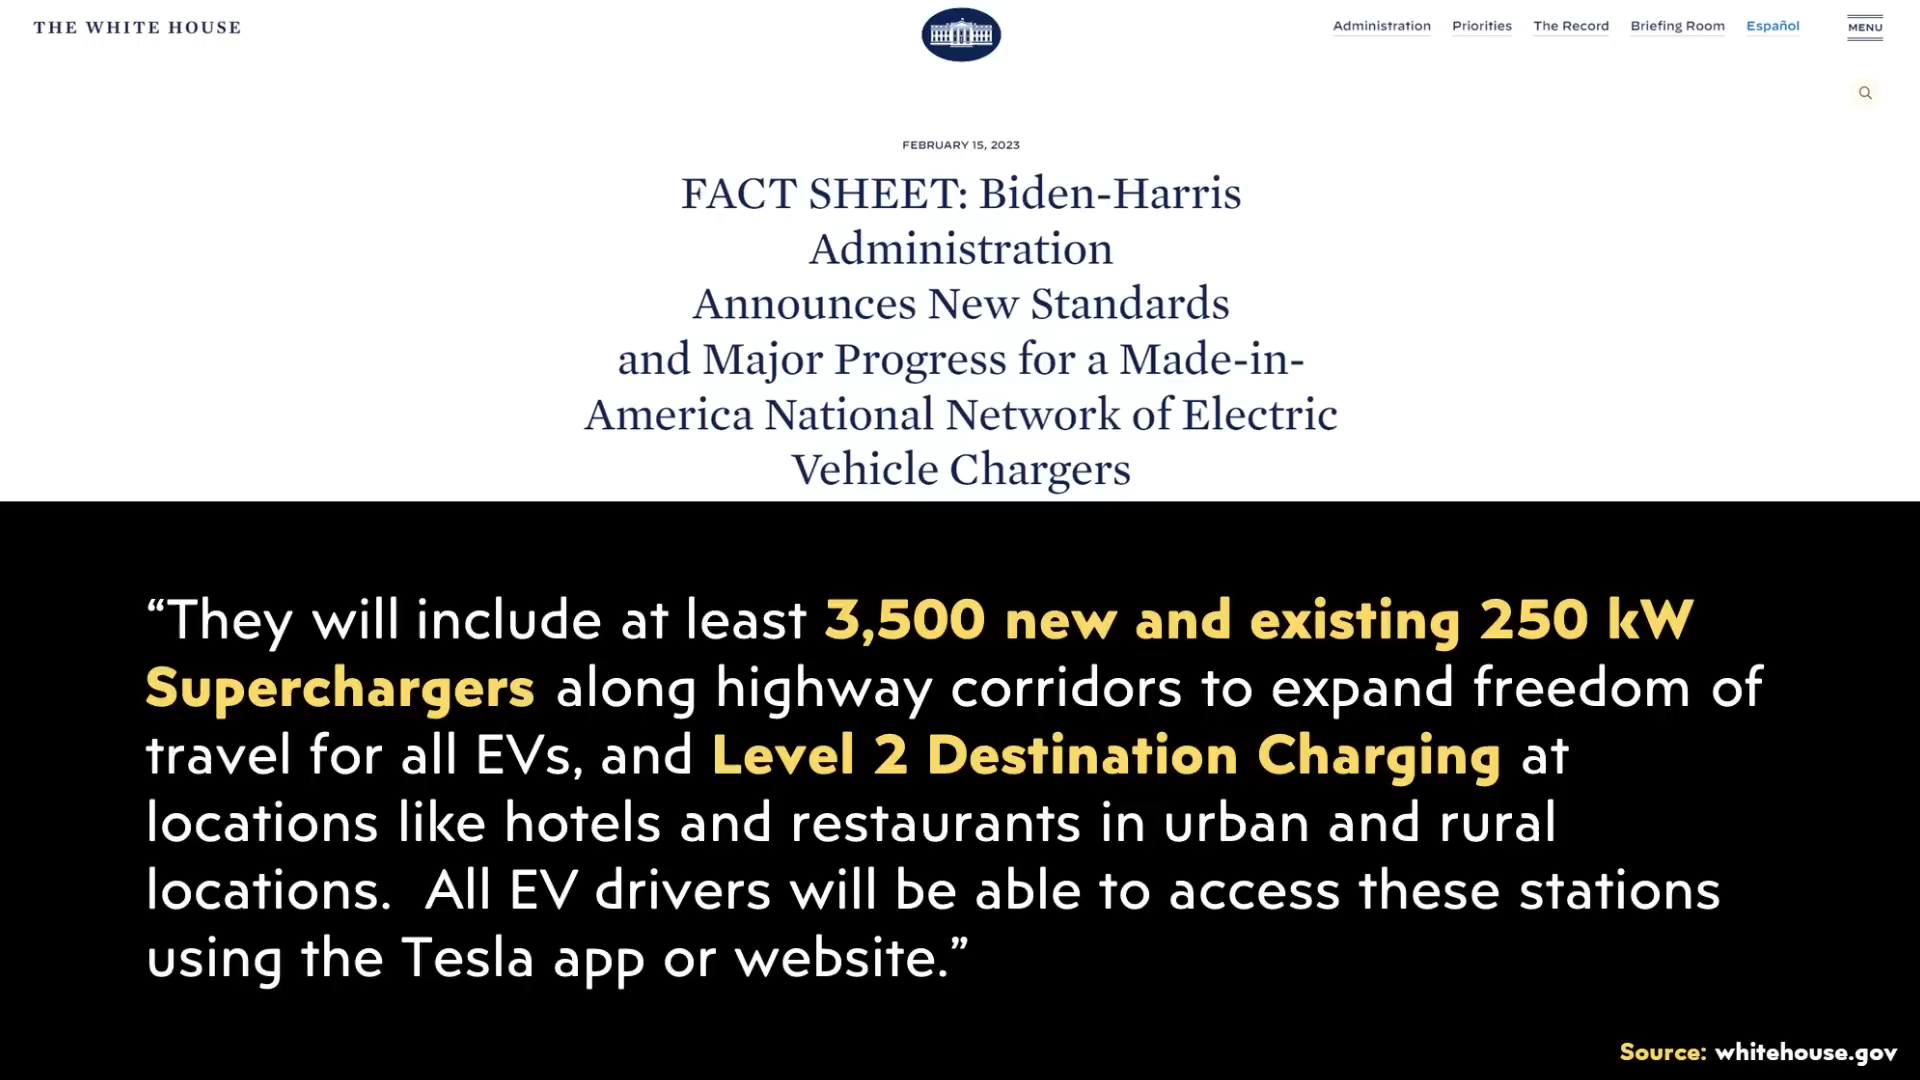 THE WHITE HOUSE
Administration Priorities The Record Briefing Room Español MENU
FEBRUARY 15, 2023
FACT SHEET: Biden-Harris
Administration
Announces New Standards
and Major Progress for a Made-in-
America National Network of Electric
Vehicle Chargers
“They will include at least 3,500 new and existing 250 kW
Superchargers along highway corridors to expand freedom of
travel for all EVs, and Level 2 Destination Charging at
locations like hotels and restaurants in urban and rural
locations.  All EV drivers will be able to access these stations
using the Tesla app or website.”
Source: whitehouse.gov